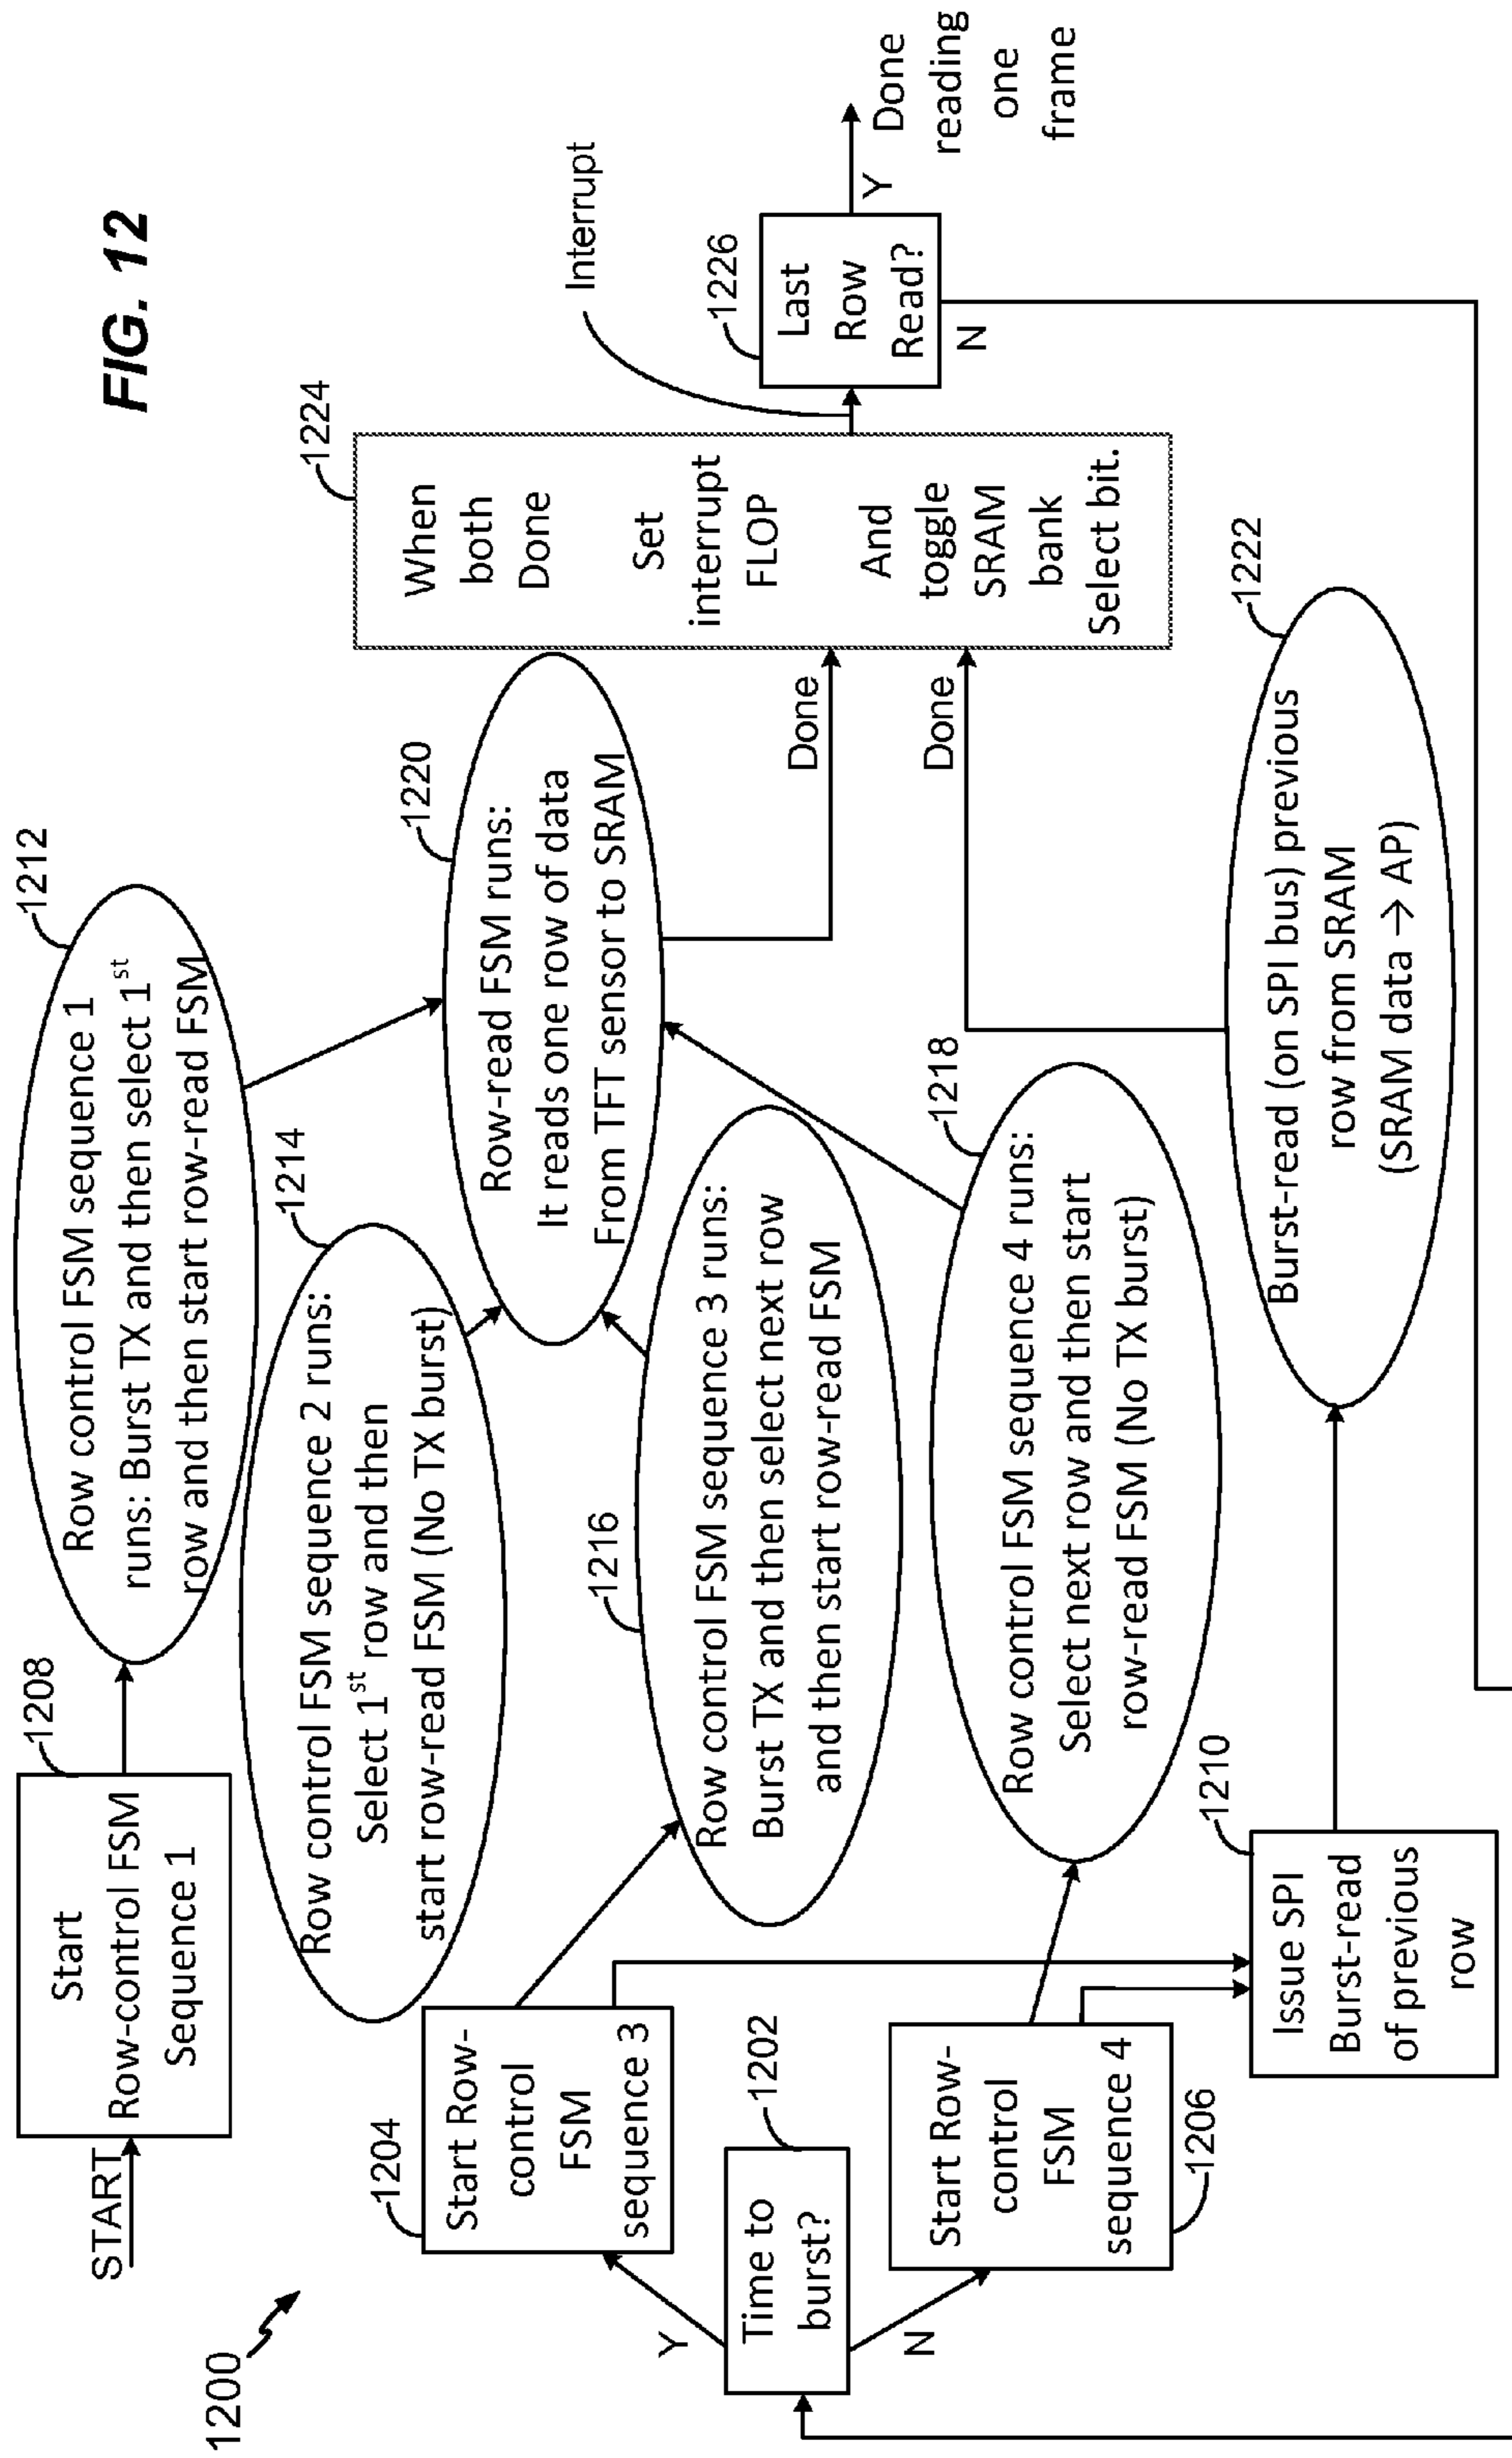 FIG. 12
1200
START
1208
Start
Row-control FSM
Sequence 1
1212
Row control FSM sequence 1
runs: Burst TX and then select 1st
row and then start row-read FSM
1214
Row control FSM sequence 2 runs:
Select 1st row and then
start row-read FSM (No TX burst)
1204
Start Row-
control
FSM
sequence 3
1216
Row control FSM sequence 3 runs:
Burst TX and then select next row
and then start row-read FSM
1220
Row-read FSM runs:
It reads one row of data
From TFT sensor to SRAM
1202
Time to
burst?
Y
N
1206
Start Row-
control
FSM
sequence 4
1218
Row control FSM sequence 4 runs:
Select next row and then start
row-read FSM (No TX burst)
1210
Issue SPI
Burst-read
of previous
row
1222
Burst-read (on SPI bus) previous
row from SRAM
(SRAM data → AP)
Done
Done
1224
When
both
Done
Set
interrupt
FLOP
And
toggle
SRAM
bank
Select bit.
Interrupt
1226
Last
Row
Read?
Y
N
Done
reading
one
frame